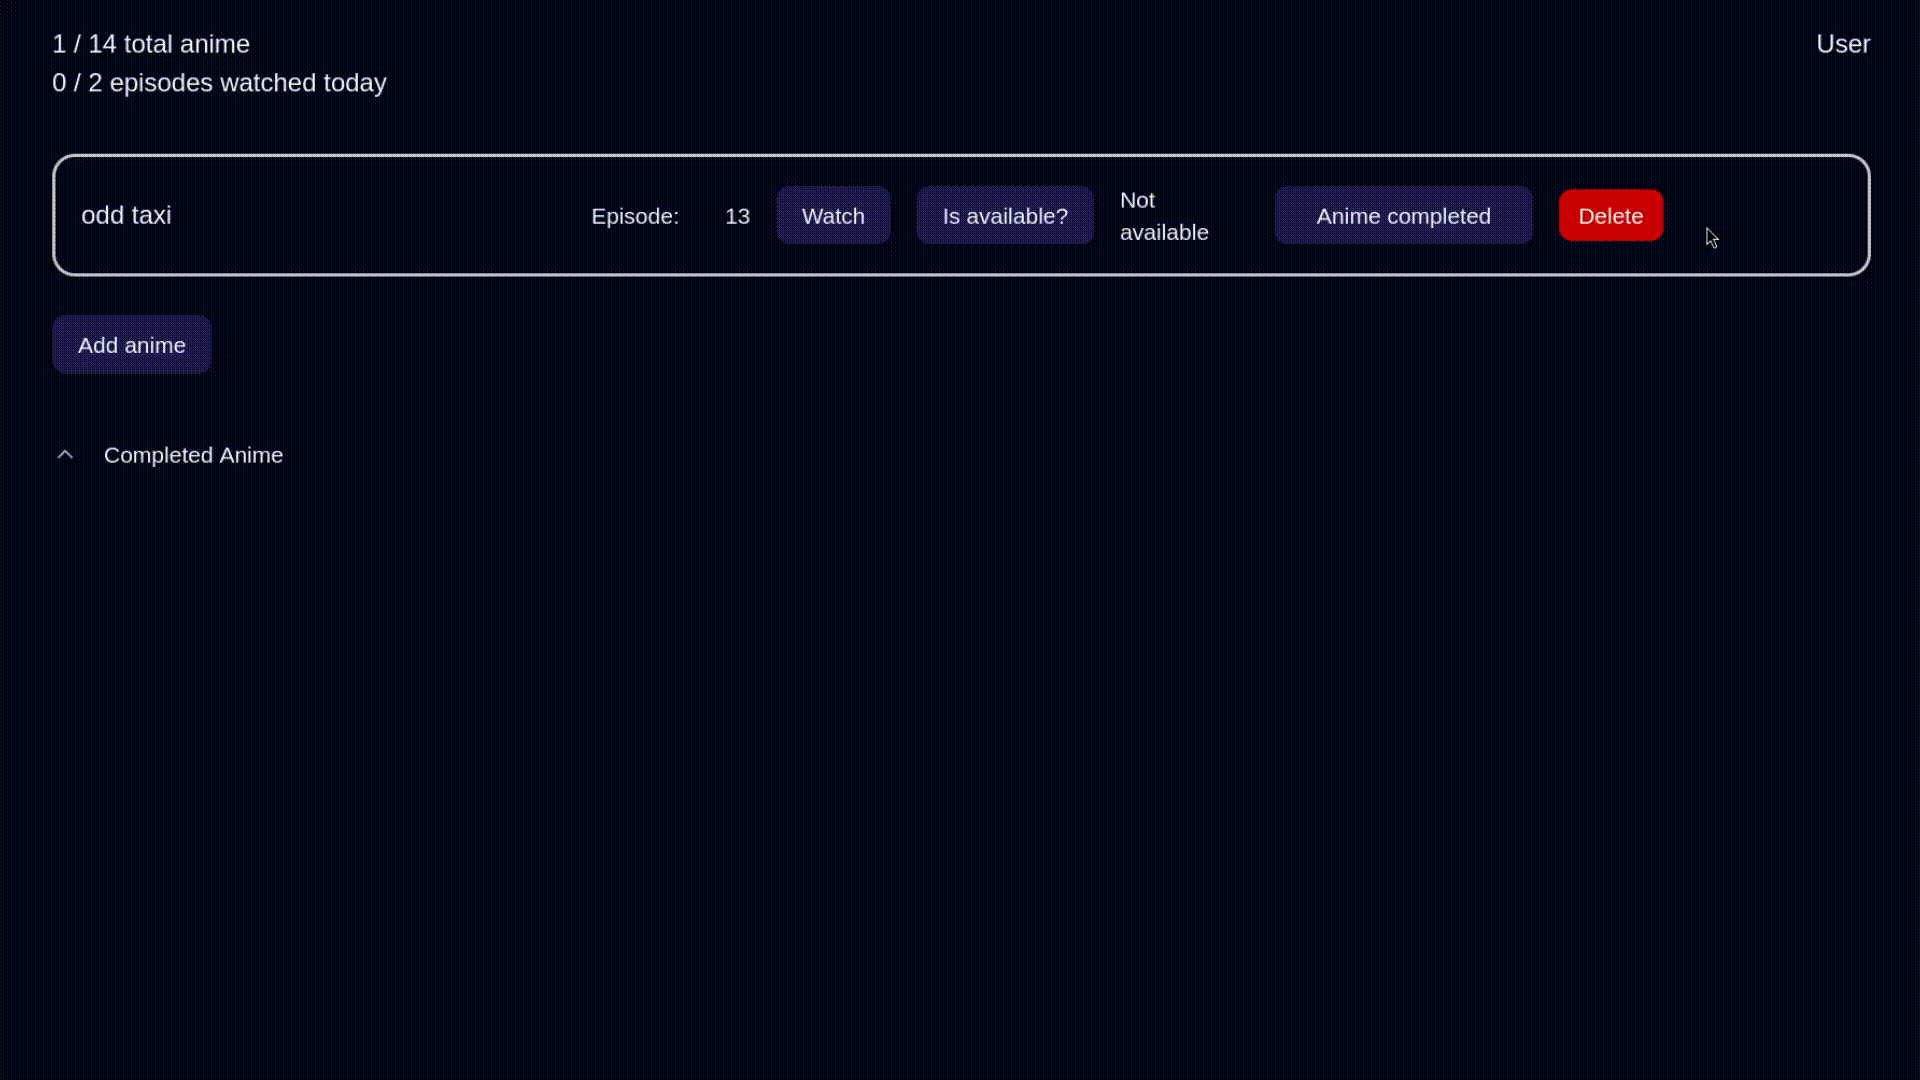 1 / 14 total anime
User
0 / 2 episodes watched today
odd taxi
Episode:
13
Watch
Is available?
Not
available
Anime completed
Delete
Add anime
Completed Anime